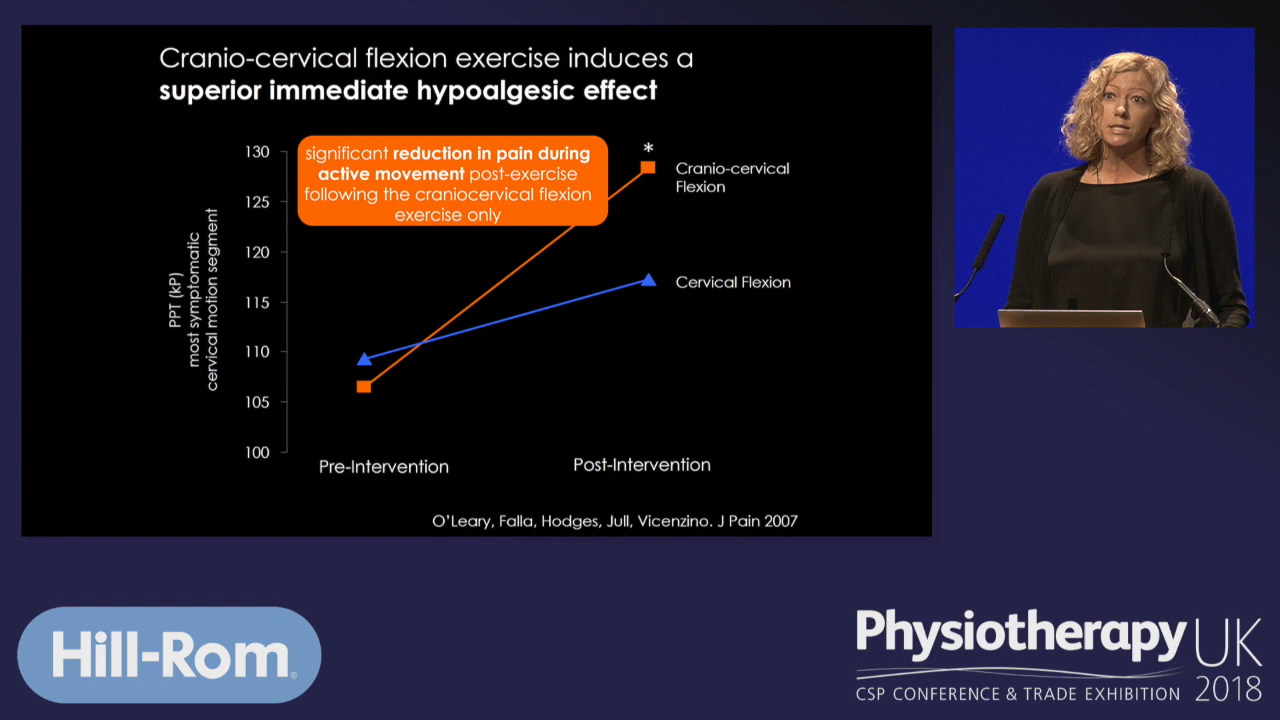 Cranio-cervical flexion exercise induces a
superior immediate hypoalgesic effect
130
125
120
115
110
105
100
PPT (kP)
most symptomatic
cervical motion segment
significant reduction in pain during
active movement post-exercise
following the craniocervical flexion
exercise only
*
Cranio-cervical
Flexion
Cervical Flexion
Pre-Intervention
Post-Intervention
O'Leary, Falla, Hodges, Jull, Vicenzino. J Pain 2007
Hill-Rom®
Physiotherapy UK
CSP CONFERENCE & TRADE EXHIBITION 2018